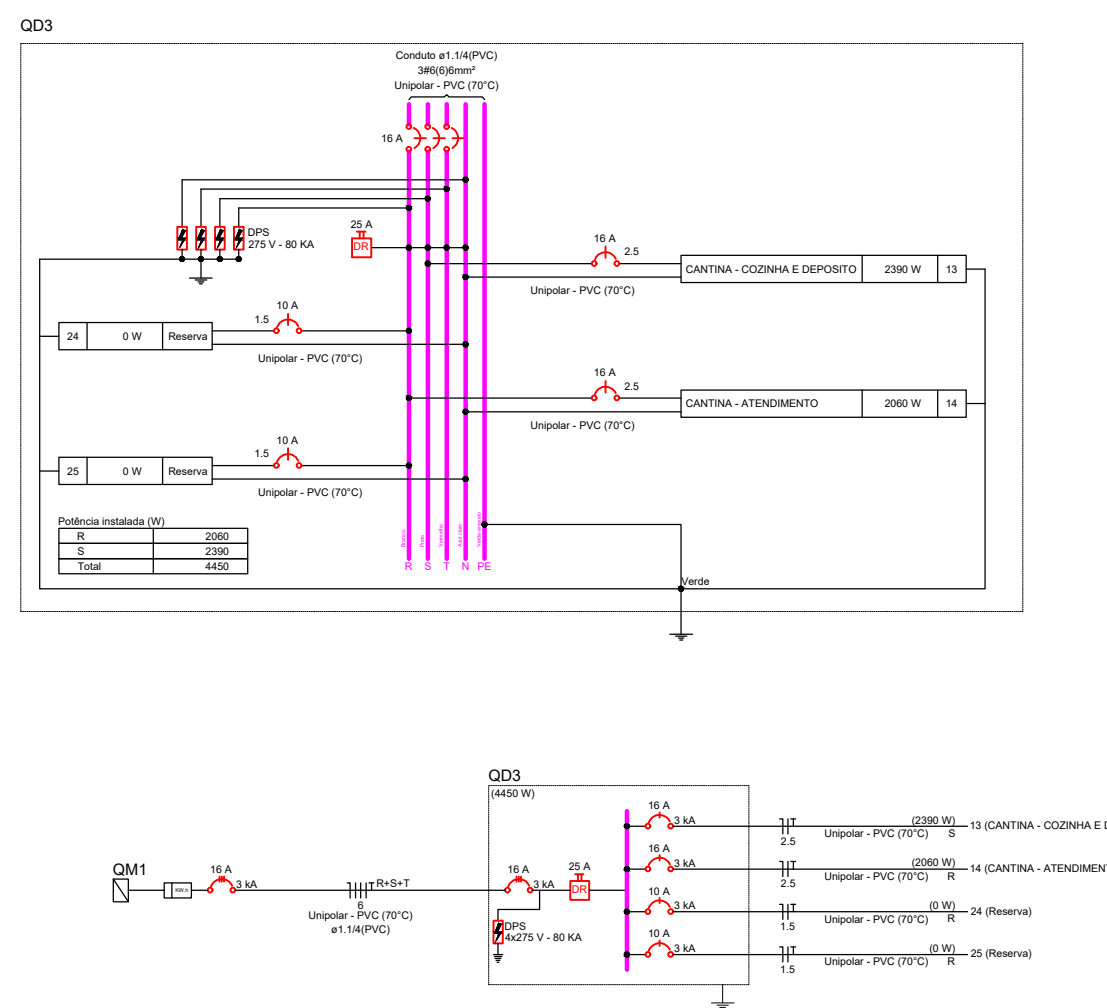 QD3
Conduto ø1.1/4(PVC)
3#6(6)6mm²
Unipolar - PVC (70°C)
16 A
DPS
275 V - 80 KA
25 A
DR
16 A
2.5
CANTINA - COZINHA E DEPOSITO 2390 W 13
Unipolar - PVC (70°C)
10 A
1.5
24 0 W Reserva
Unipolar - PVC (70°C)
16 A
2.5
CANTINA - ATENDIMENTO 2060 W 14
Unipolar - PVC (70°C)
10 A
1.5
25 0 W Reserva
Unipolar - PVC (70°C)
Potência instalada (W)
R 2060
S 2390
Total 4450
Branco
Preto
Vermelho
Azul claro
R S T N PE
Verde
QD3
(4450 W)
QM1
KW.h
16 A
3 kA
R+S+T
6
Unipolar - PVC (70°C)
ø1.1/4(PVC)
16 A
3 kA
25 A
DR
DPS
4x275 V - 80 KA
16 A
3 kA
2.5
(2390 W)
Unipolar - PVC (70°C) S
13 (CANTINA - COZINHA E D
16 A
3 kA
2.5
(2060 W)
Unipolar - PVC (70°C) R
14 (CANTINA - ATENDIMEN
10 A
3 kA
1.5
(0 W)
Unipolar - PVC (70°C) R
24 (Reserva)
10 A
3 kA
1.5
(0 W)
Unipolar - PVC (70°C) R
25 (Reserva)